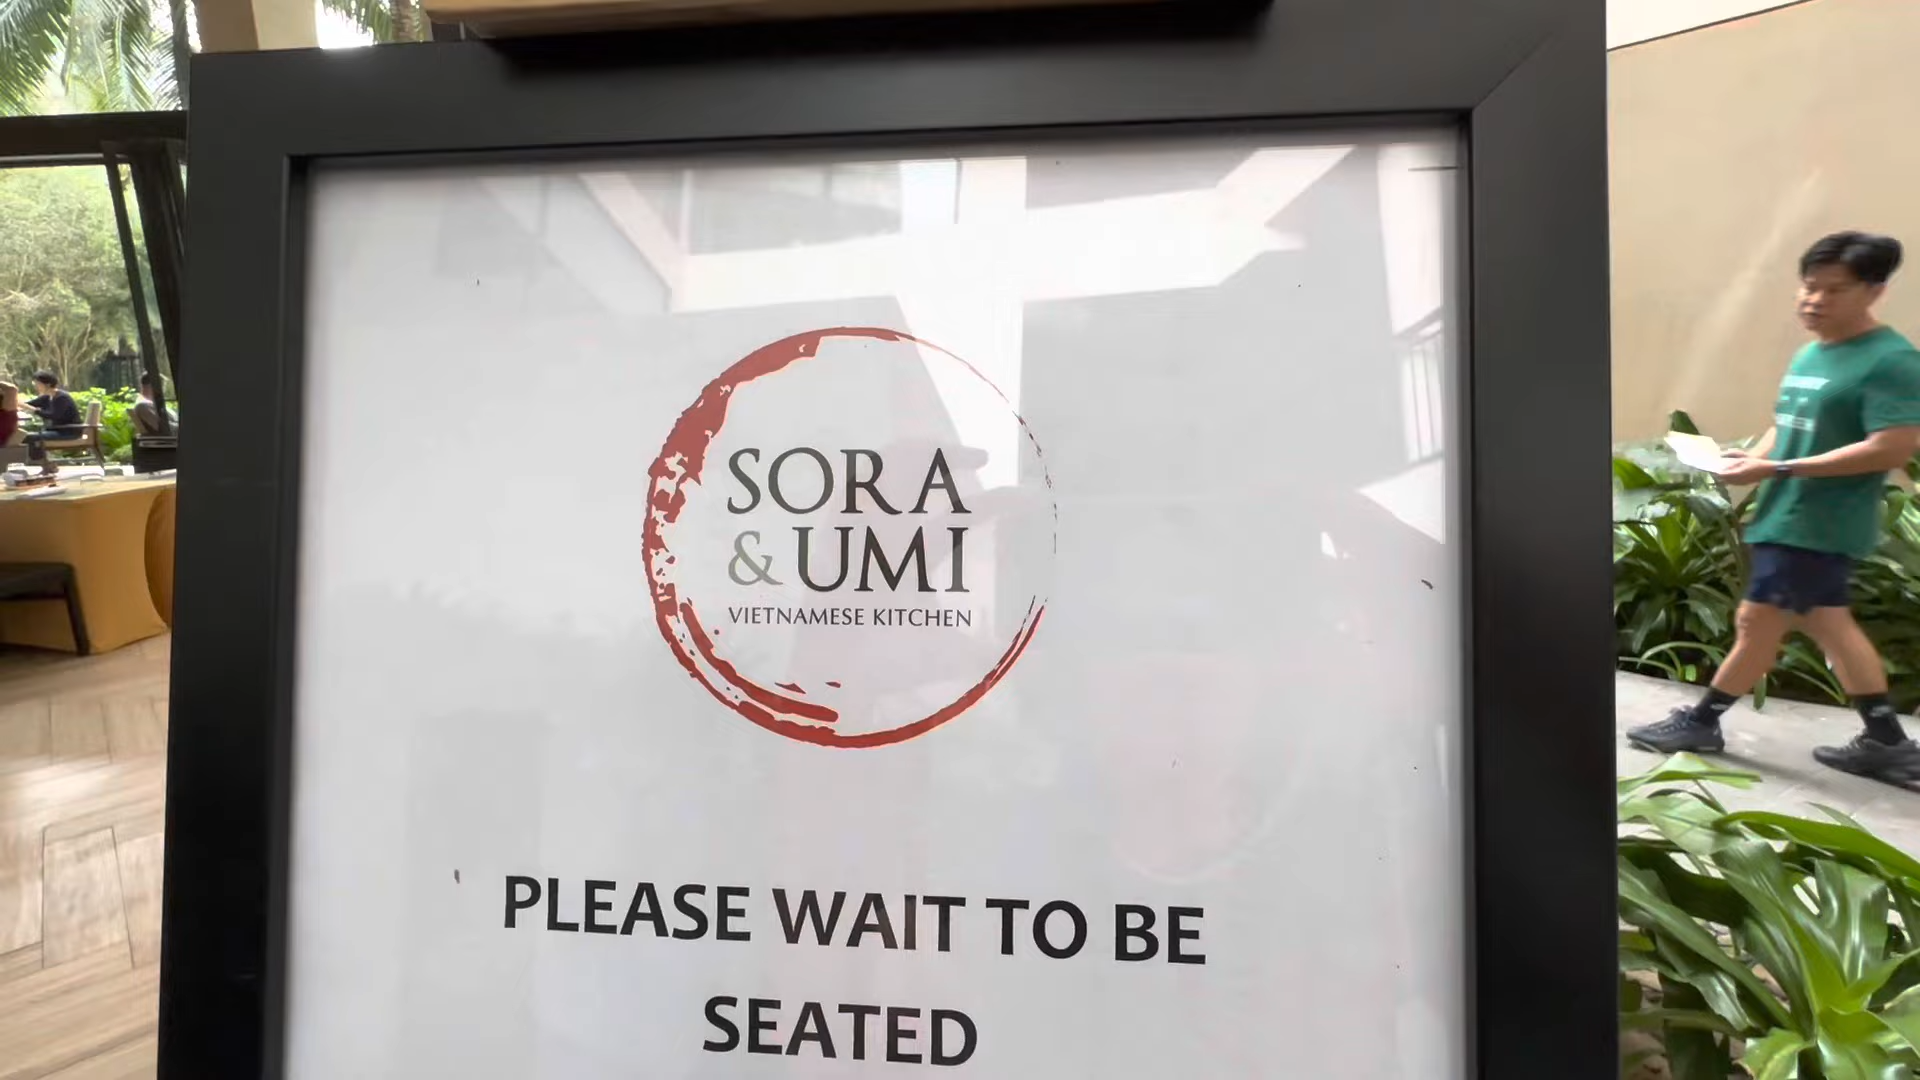 SORA
& UMI
VIETNAMESE KITCHEN
PLEASE WAIT TO BE
SEATED